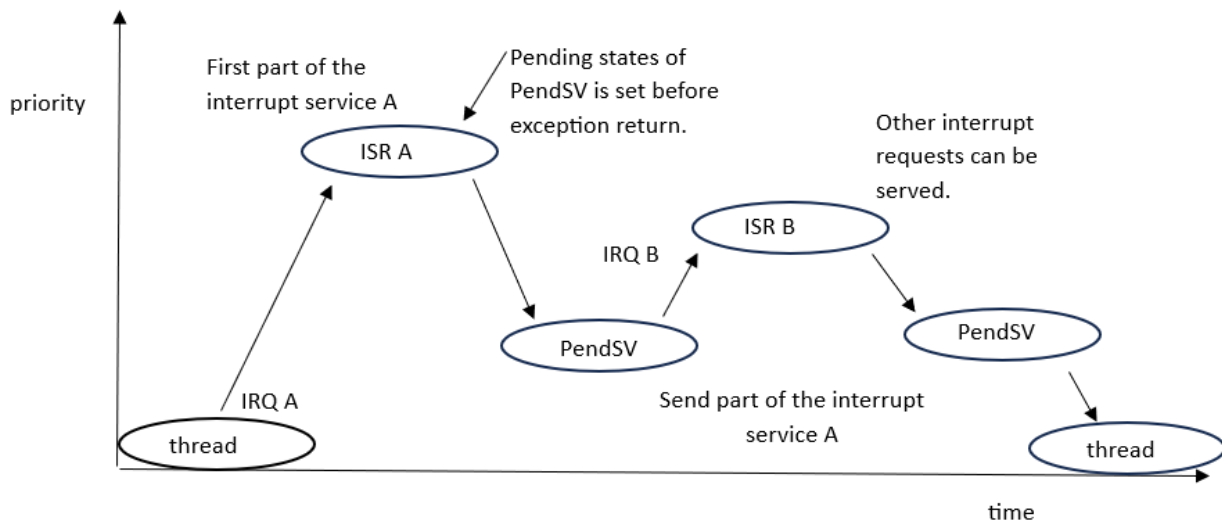 priority
First part of the
interrupt service A
Pending states of
PendSV is set before
exception return.
ISR A
Other interrupt
requests can be
served.
ISR B
IRQ B
PendSV
PendSV
Send part of the interrupt
service A
IRQ A
thread
thread
time